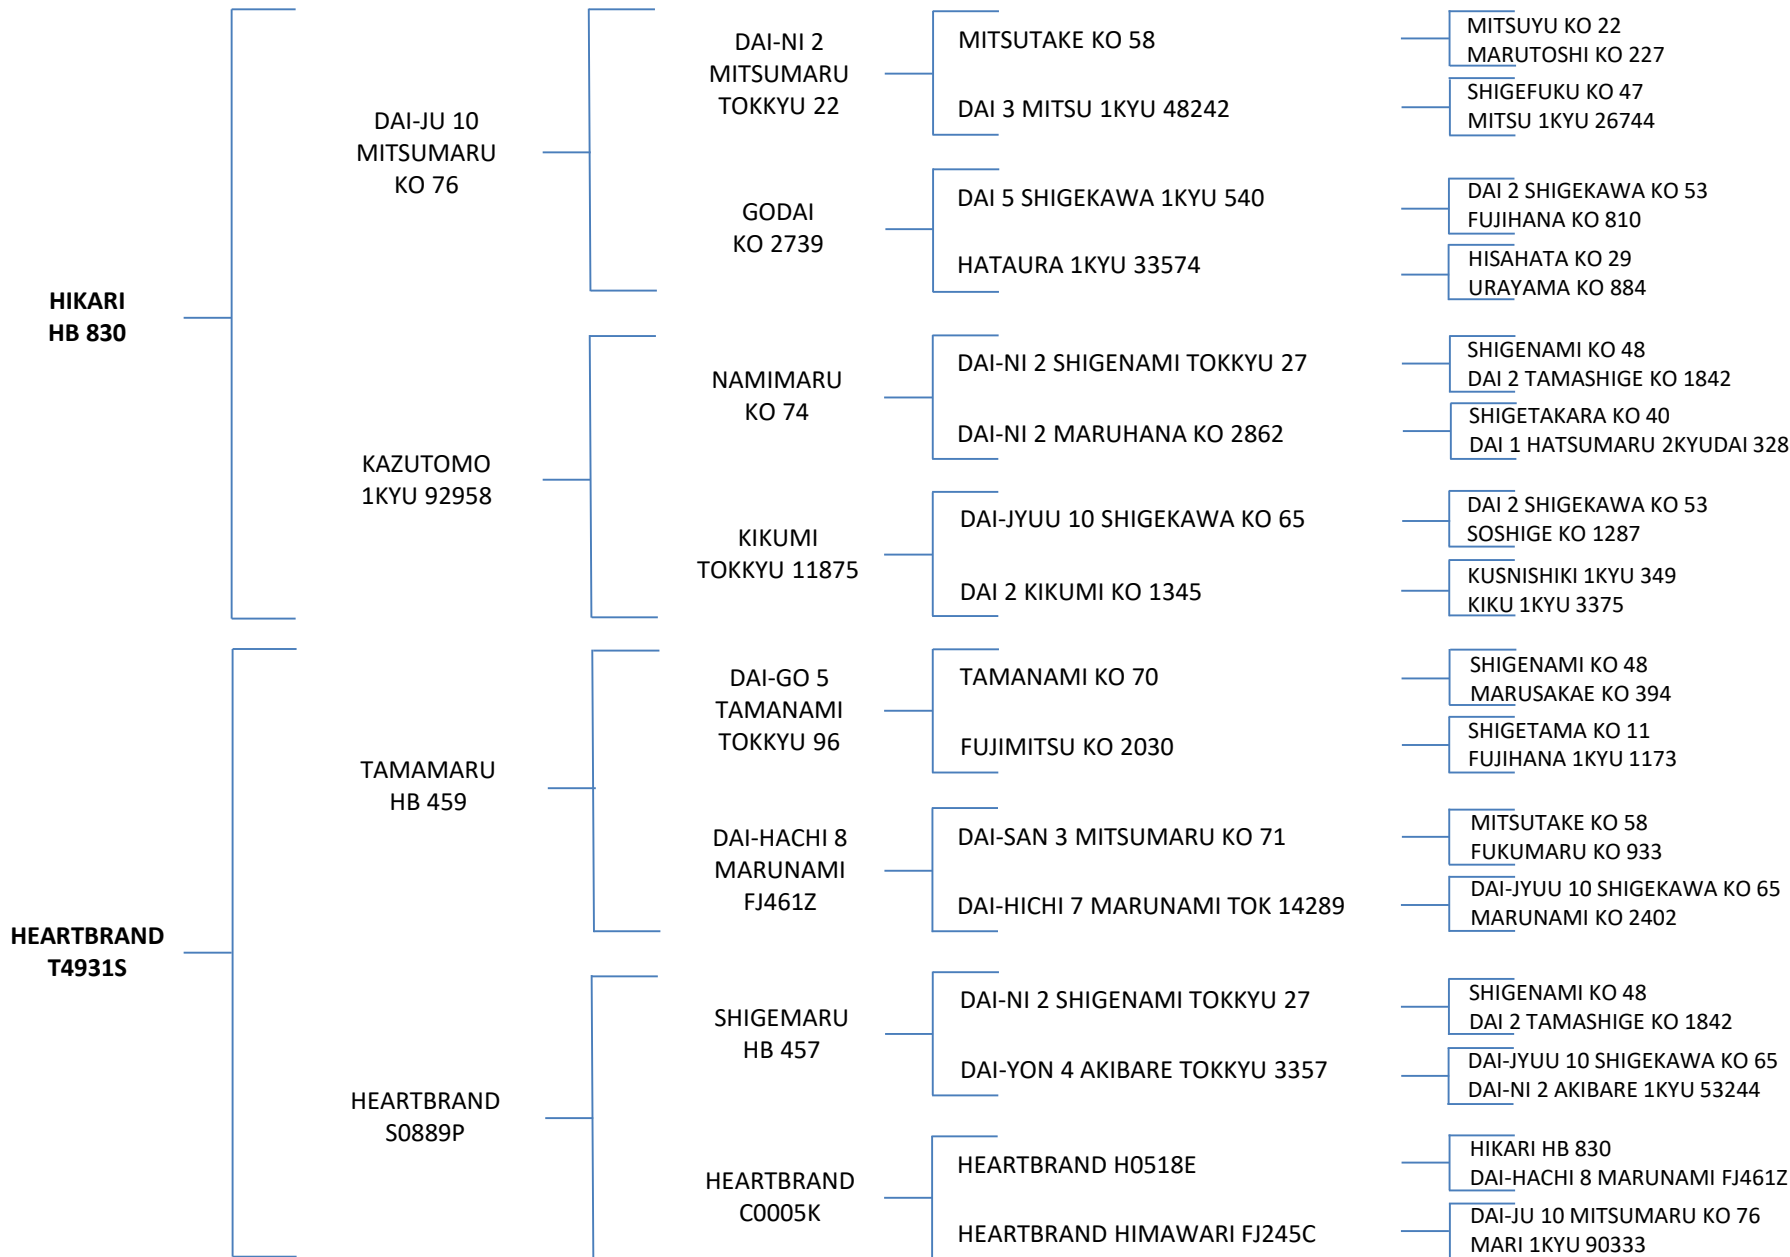 HIKARI
HB 830
HEARTBRAND
T4931S
DAI-JU 10
MITSUMARU
KO 76
KAZUTOMO
1KYU 92958
TAMAMARU
HB 459
HEARTBRAND
S0889P
DAI-NI 2
MITSUMARU
TOKKYU 22
GODAI
KO 2739
NAMIMARU
KO 74
KIKUMI
TOKKYU 11875
DAI-GO 5
TAMANAMI
TOKKYU 96
DAI-HACHI 8
MARUNAMI
FJ461Z
SHIGEMARU
HB 457
HEARTBRAND
C0005K
MITSUTAKE KO 58
DAI 3 MITSU 1KYU 48242
DAI 5 SHIGEKAWA 1KYU 540
HATAURA 1KYU 33574
DAI-NI 2 SHIGENAMI TOKKYU 27
DAI-NI 2 MARUHANA KO 2862
DAI-JYUU 10 SHIGEKAWA KO 65
DAI 2 KIKUMI KO 1345
TAMANAMI KO 70
FUJIMITSU KO 2030
DAI-SAN 3 MITSUMARU KO 71
DAI-HICHI 7 MARUNAMI TOK 14289
DAI-NI 2 SHIGENAMI TOKKYU 27
DAI-YON 4 AKIBARE TOKKYU 3357
HEARTBRAND H0518E
HEARTBRAND HIMAWARI FJ245C
MITSUYU KO 22
MARUTOSHI KO 227
SHIGEFUKU KO 47
MITSU 1KYU 26744
DAI 2 SHIGEKAWA KO 53
FUJIHANA KO 810
HISAHATA KO 29
URAYAMA KO 884
SHIGENAMI KO 48
DAI 2 TAMASHIGE KO 1842
SHIGETAKARA KO 40
DAI 1 HATSUMARU 2KYUDAI 328
DAI 2 SHIGEKAWA KO 53
SOSHIGE KO 1287
KUSNISHIKI 1KYU 349
KIKU 1KYU 3375
SHIGENAMI KO 48
MARUSAKAE KO 394
SHIGETAMA KO 11
FUJIHANA 1KYU 1173
MITSUTAKE KO 58
FUKUMARU KO 933
DAI-JYUU 10 SHIGEKAWA KO 65
MARUNAMI KO 2402
SHIGENAMI KO 48
DAI 2 TAMASHIGE KO 1842
DAI-JYUU 10 SHIGEKAWA KO 65
DAI-NI 2 AKIBARE 1KYU 53244
HIKARI HB 830
DAI-HACHI 8 MARUNAMI FJ461Z
DAI-JU 10 MITSUMARU KO 76
MARI 1KYU 90333